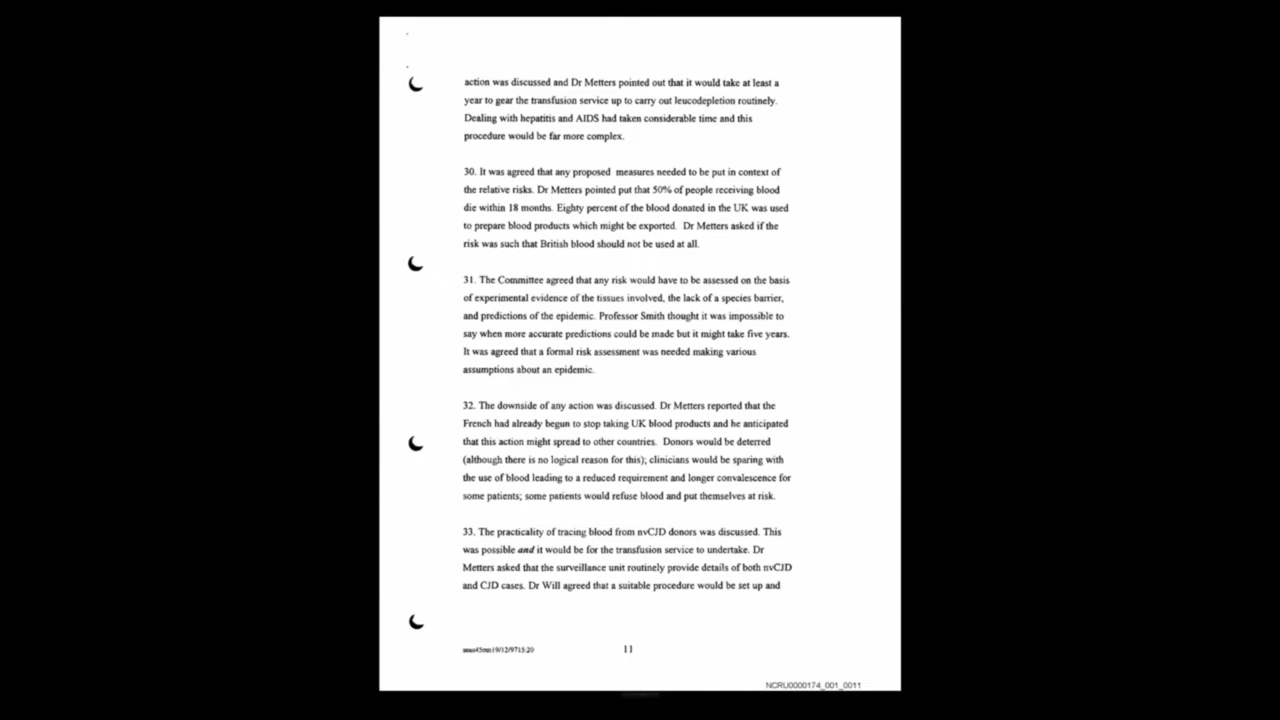 action was discussed and Dr Metters pointed out that it would take at least a
year to gear the transfusion service up to carry out leucodepletion routinely.
Dealing with hepatitis and AIDS had taken considerable time and this
procedure would be far more complex.
30. It was agreed that any proposed measures needed to be put in context of
the relative risks. Dr Metters pointed put that 50% of people receiving blood
die within 18 months. Eighty percent of the blood donated in the UK was used
to prepare blood products which might be exported. Dr Metters asked if the
risk was such that British blood should not be used at all.
31. The Committee agreed that any risk would have to be assessed on the basis
of experimental evidence of the tissues involved, the lack of a species barrier,
and predictions of the epidemic. Professor Smith thought it was impossible to
say when more accurate predictions could be made but it might take five years.
It was agreed that a formal risk assessment was needed making various
assumptions about an epidemic.
32. The downside of any action was discussed. Dr Metters reported that the
French had already begun to stop taking UK blood products and he anticipated
that this action might spread to other countries. Donors would be deterred
(although there is no logical reason for this); clinicians would be sparing with
the use of blood leading to a reduced requirement and longer convalescence for
some patients; some patients would refuse blood and put themselves at risk.
33. The practicality of tracing blood from nvCJD donors was discussed. This
was possible and it would be for the transfusion service to undertake. Dr
Metters asked that the surveillance unit routinely provide details of both nvCJD
and CJD cases. Dr Will agreed that a suitable procedure would be set up and
11
NCRU0000174_001_0011